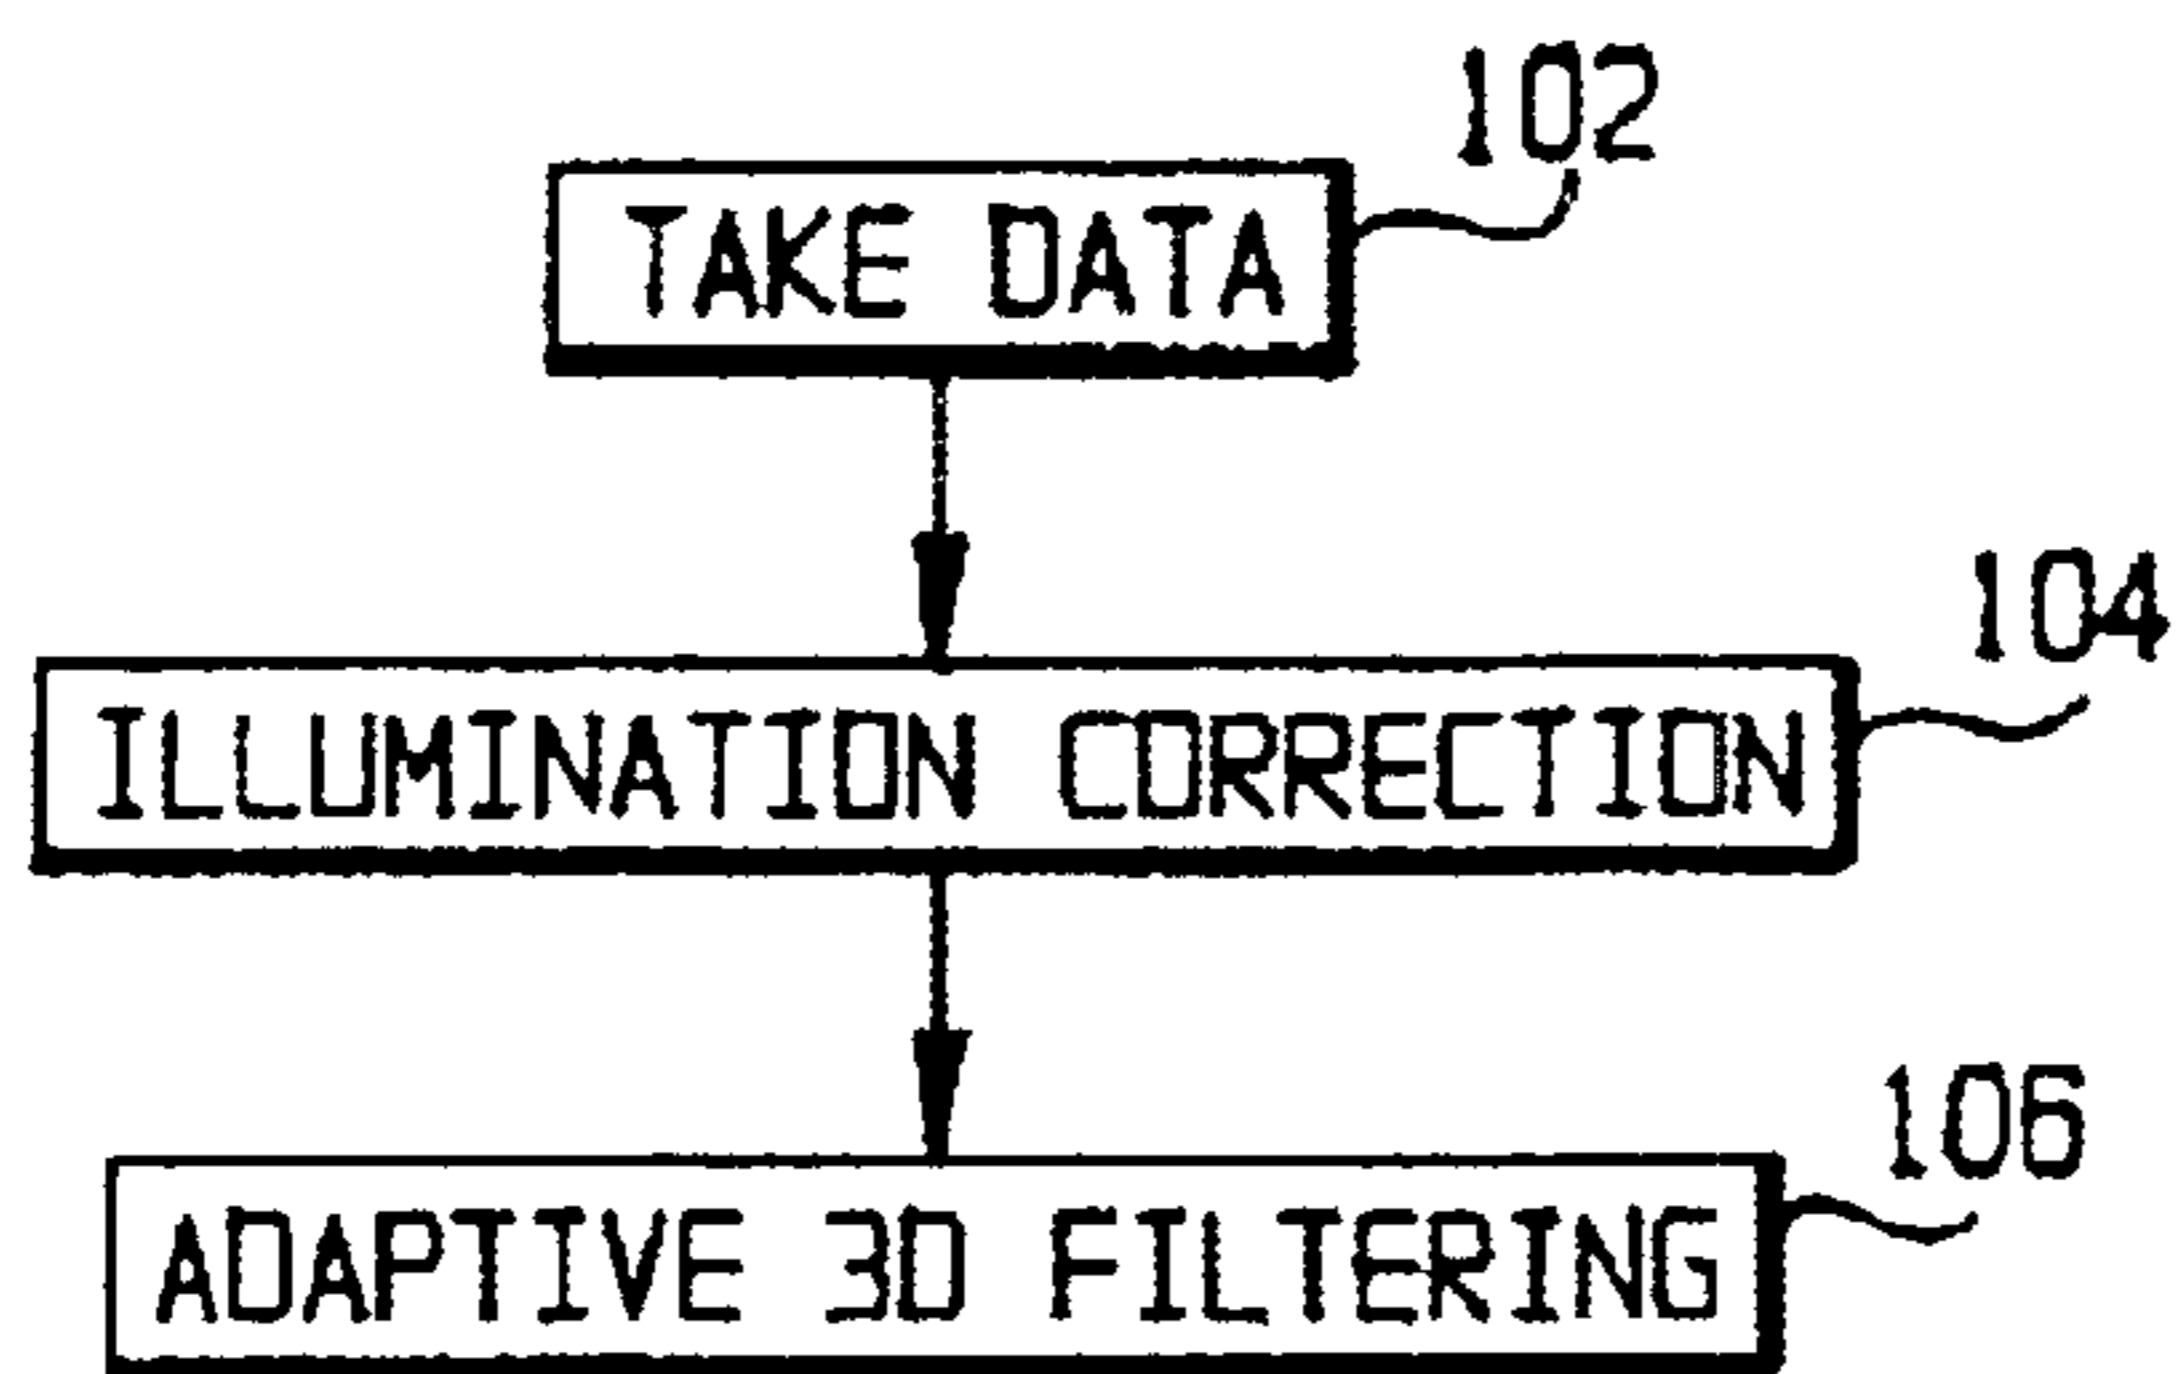 102
TAKE DATA
104
ILLUMINATION CORRECTION
106
ADAPTIVE 3D FILTERING